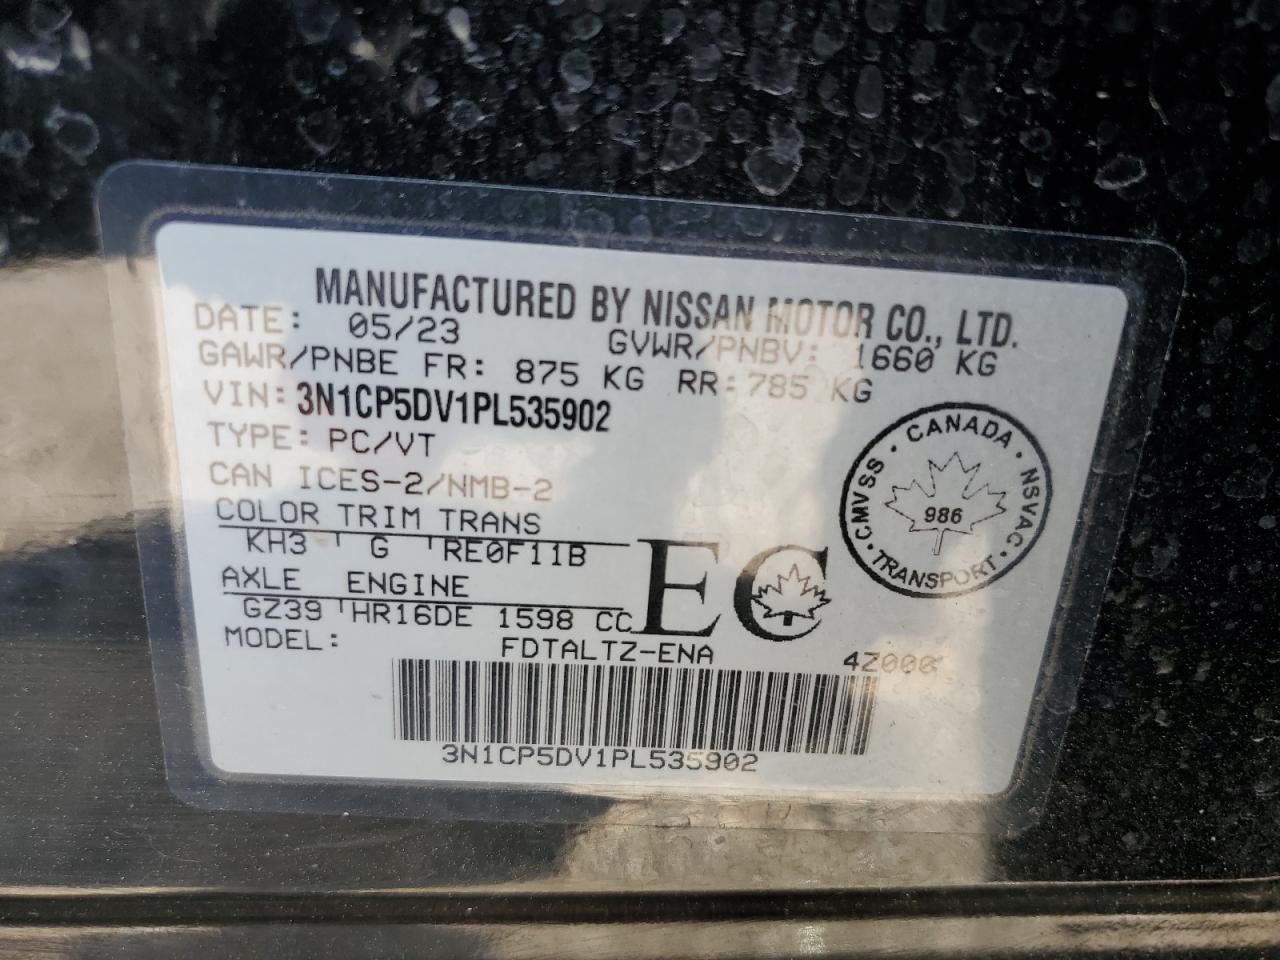 MANUFACTURED BY NISSAN MOTOR CO., LTD.
DATE: 05/23 GVWR/PNBV: 1660 KG
GAWR/PNBE FR: 875 KG RR: 785 KG
VIN: 3N1CP5DV1PL535902
TYPE: PC/VT
CAN ICES-2/NMB-2
COLOR TRIM TRANS
KH3 G RE0F11B
AXLE ENGINE
GZ39 HR16DE 1598 CC
MODEL: FDTALTZ-ENA 4Z000
3N1CP5DV1PL535902
EC
CANADA · NSVAC · TRANSPORT · CMVSS ·
986